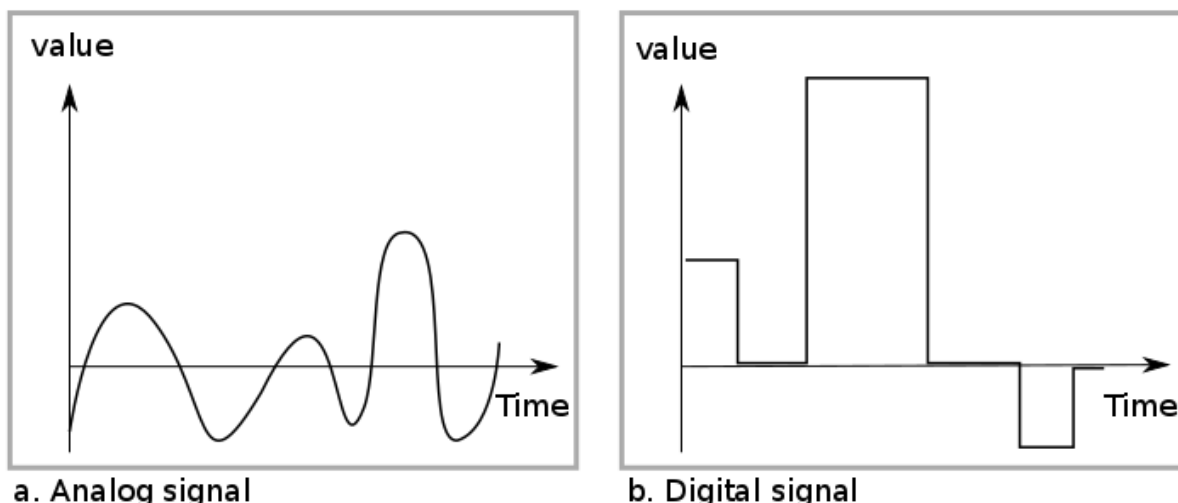 value
Time
a. Analog signal
value
Time
b. Digital signal